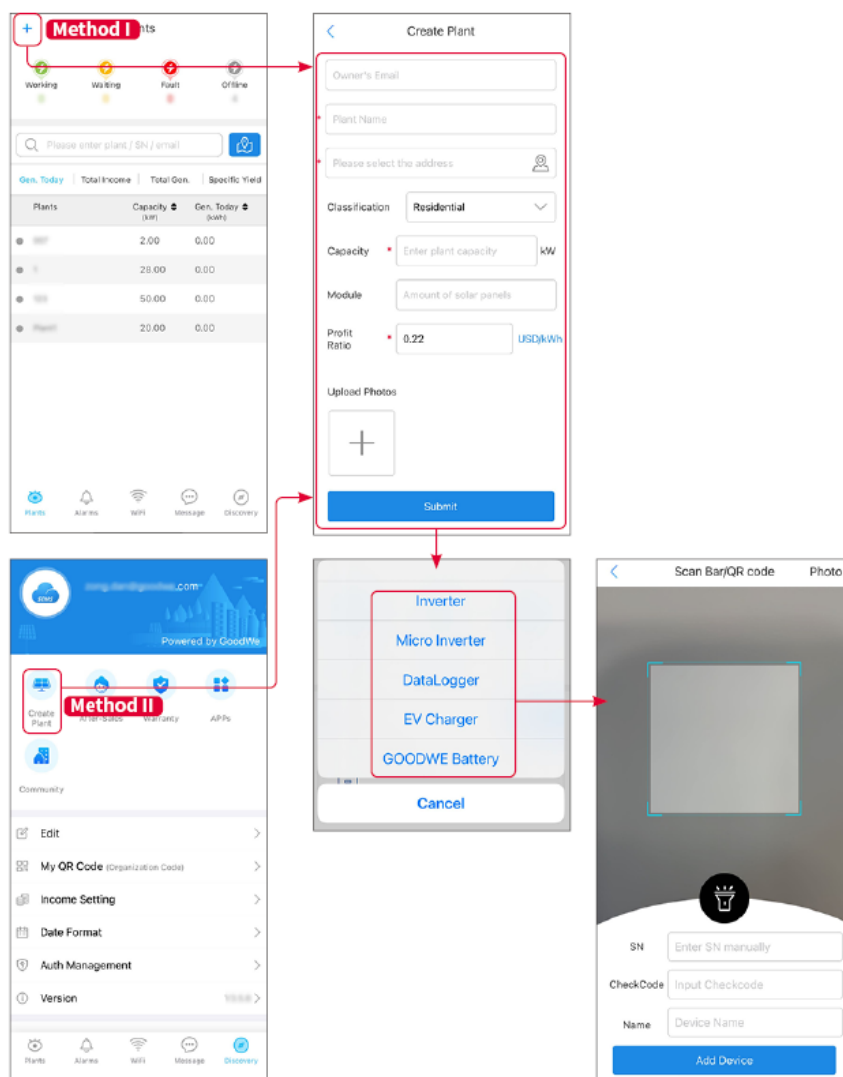 +
Method I
nts
Working
Waiting
Fault
Offline
Please enter plant / SN / email
Gen. Today | Total Income | Total Gen. | Specific Yield
Plants
Capacity (kW)
Gen. Today (kWh)
2.00 0.00
28.00 0.00
50.00 0.00
20.00 0.00
Plants
Alarms
WiFi
Message
Discovery
Create Plant
Owner's Email
* Plant Name
* Please select the address
Classification Residential
Capacity * Enter plant capacity kW
Module Amount of solar panels
Profit Ratio * 0.22 USD/kWh
Upload Photos
+
Submit
.com
Powered by GoodWe
Create Plant
Method II
After-Sales
Warranty
APPs
Community
Edit
My QR Code (Organization Code)
Income Setting
Date Format
Auth Management
Version
Plants
Alarms
WiFi
Message
Discovery
Inverter
Micro Inverter
DataLogger
EV Charger
GOODWE Battery
Cancel
Scan Bar/QR code
Photo
SN Enter SN manually
CheckCode Input Checkcode
Name Device Name
Add Device